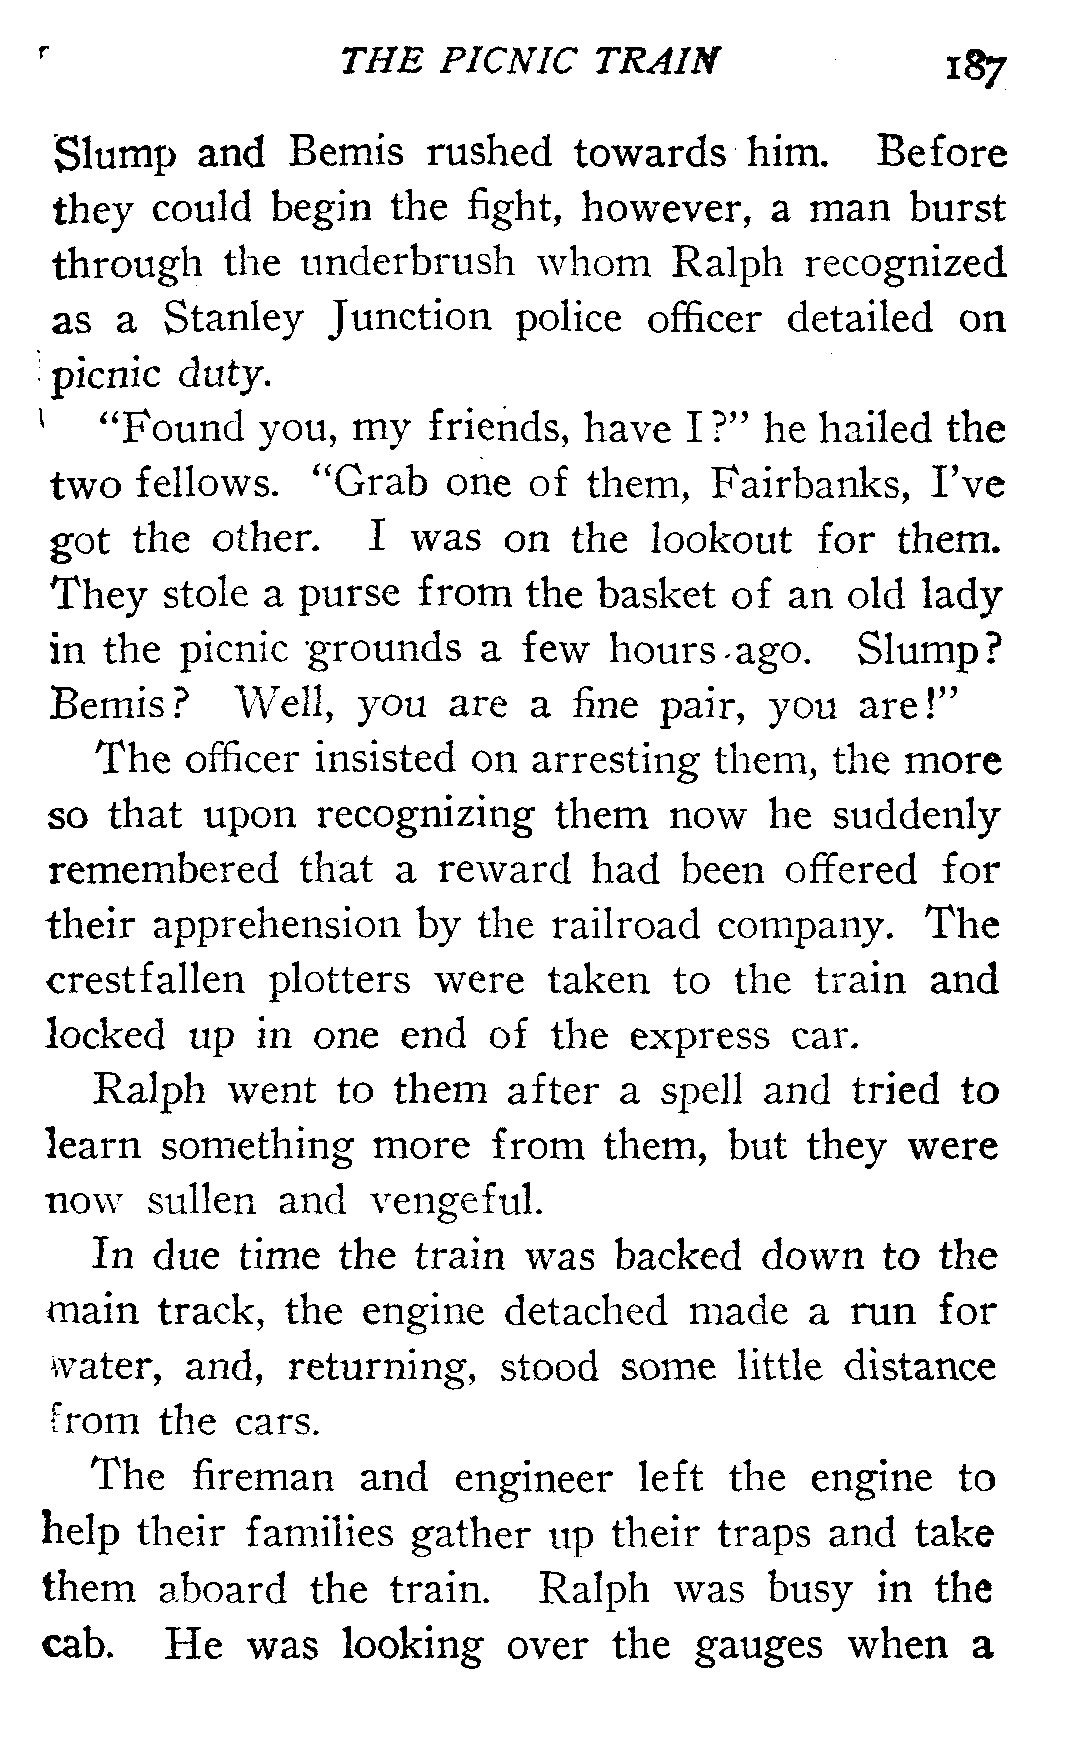 THE PICNIC TRAIN 187
Slump and Bemis rushed towards him. Before
they could begin the fight, however, a man burst
through the underbrush whom Ralph recognized
as a Stanley Junction police officer detailed on
picnic duty.
“Found you, my friends, have I?” he hailed the
two fellows. “Grab one of them, Fairbanks, I’ve
got the other. I was on the lookout for them.
They stole a purse from the basket of an old lady
in the picnic grounds a few hours ago. Slump?
Bemis? Well, you are a fine pair, you are!”
The officer insisted on arresting them, the more
so that upon recognizing them now he suddenly
remembered that a reward had been offered for
their apprehension by the railroad company. The
crestfallen plotters were taken to the train and
locked up in one end of the express car.
Ralph went to them after a spell and tried to
learn something more from them, but they were
now sullen and vengeful.
In due time the train was backed down to the
main track, the engine detached made a run for
water, and, returning, stood some little distance
from the cars.
The fireman and engineer left the engine to
help their families gather up their traps and take
them aboard the train. Ralph was busy in the
cab. He was looking over the gauges when a